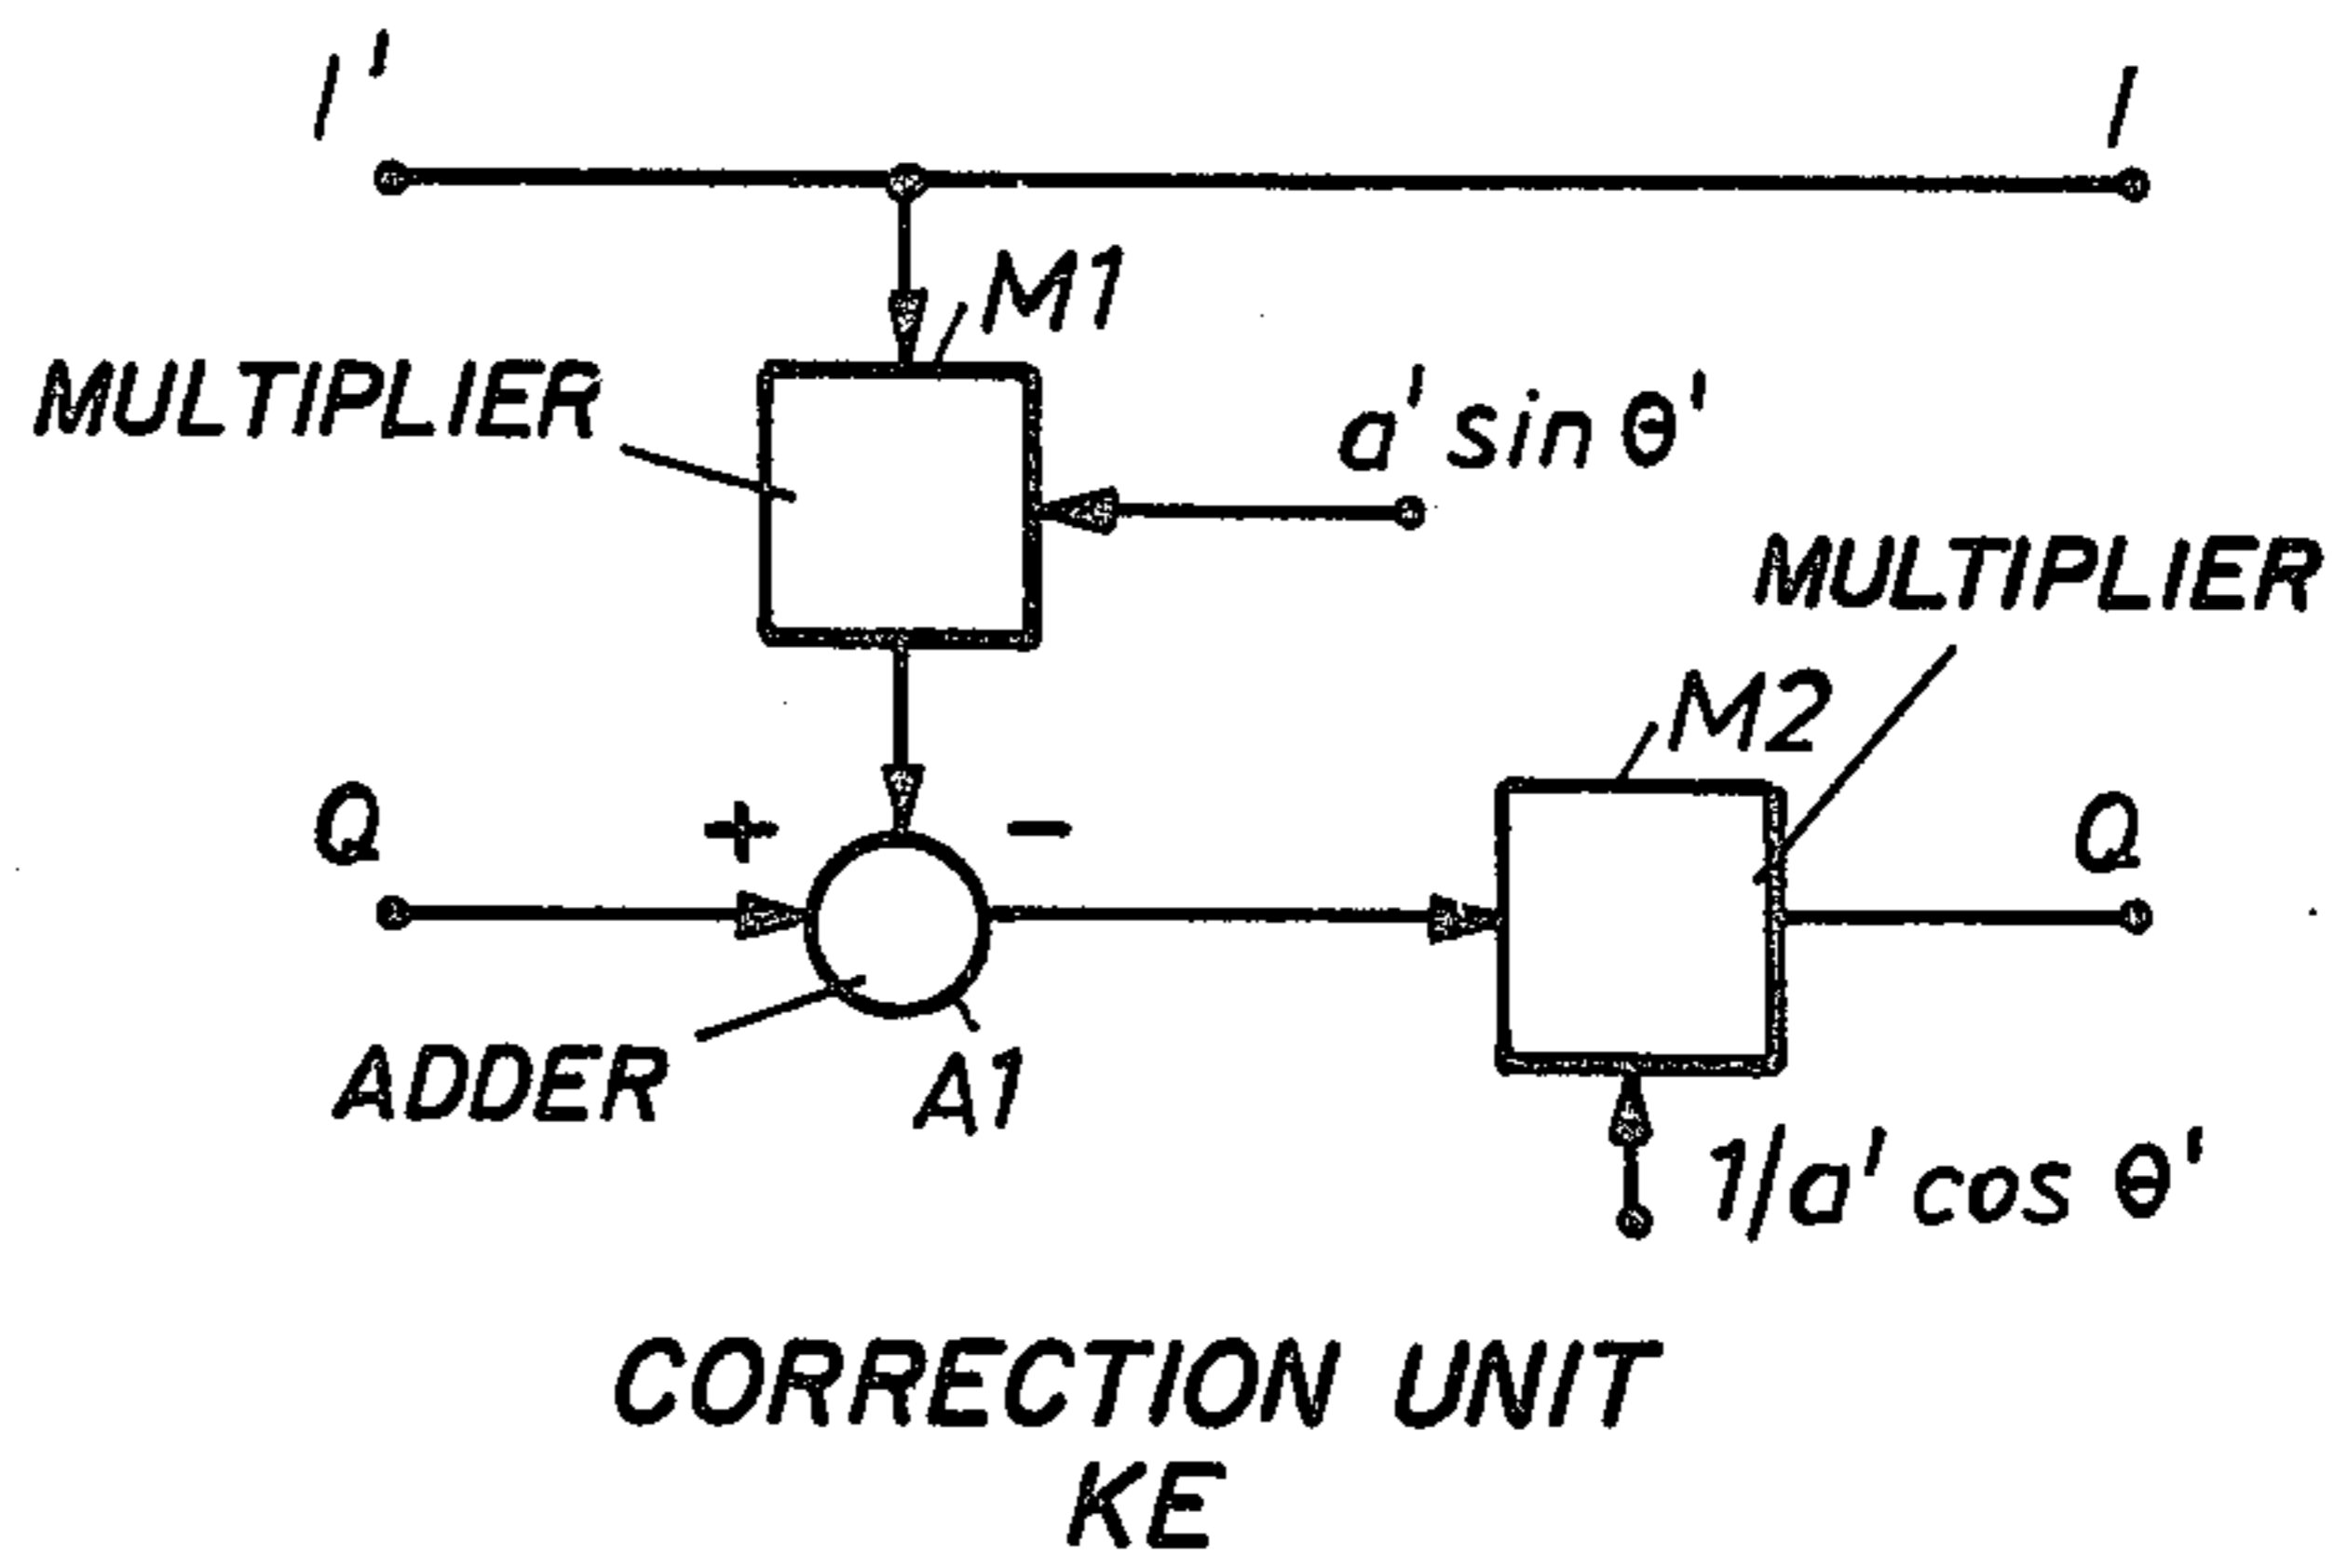 I'
I
M1
MULTIPLIER
a' sin θ'
MULTIPLIER
M2
Q
+
−
Q
ADDER
A1
1/a' cos θ'
CORRECTION UNIT
KE